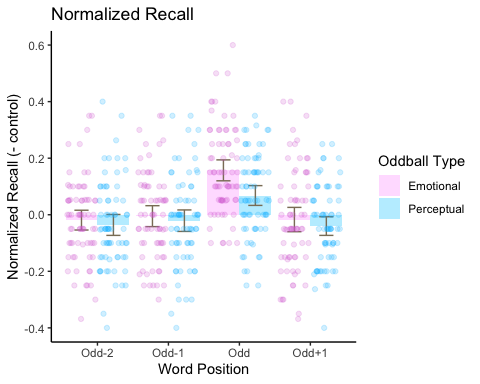 Normalized Recall
Normalized Recall (- control)
0.6
0.4
0.2
0.0
-0.2
-0.4
Odd-2 Odd-1 Odd Odd+1
Word Position
Oddball Type
Emotional
Perceptual